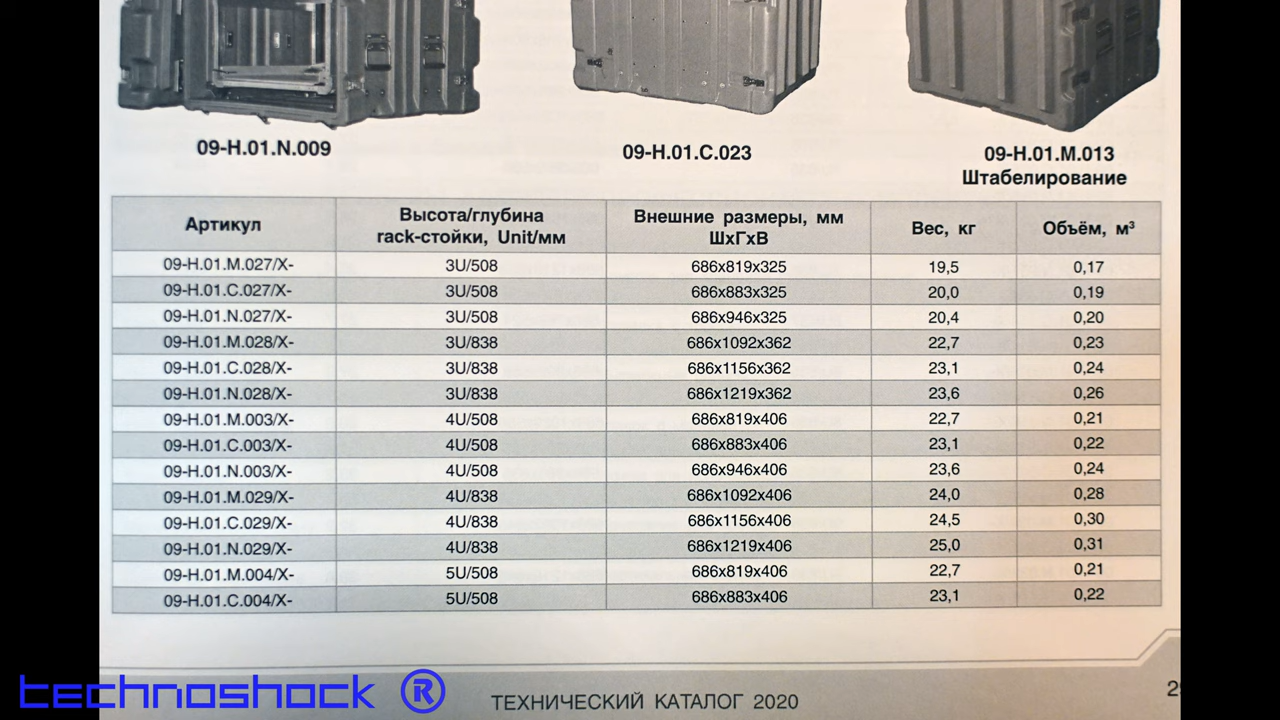 09-H.01.N.009
09-H.01.C.023
09-H.01.M.013
Штабелирование
Артикул Высота/глубина rack-стойки, Unit/мм Внешние размеры, мм ШхГхВ Вес, кг Объём, м³
09-H.01.M.027/X- 3U/508 686x819x325 19,5 0,17
09-H.01.C.027/X- 3U/508 686x883x325 20,0 0,19
09-H.01.N.027/X- 3U/508 686x946x325 20,4 0,20
09-H.01.M.028/X- 3U/838 686x1092x362 22,7 0,23
09-H.01.C.028/X- 3U/838 686x1156x362 23,1 0,24
09-H.01.N.028/X- 3U/838 686x1219x362 23,6 0,26
09-H.01.M.003/X- 4U/508 686x819x406 22,7 0,21
09-H.01.C.003/X- 4U/508 686x883x406 23,1 0,22
09-H.01.N.003/X- 4U/508 686x946x406 23,6 0,24
09-H.01.M.029/X- 4U/838 686x1092x406 24,0 0,28
09-H.01.C.029/X- 4U/838 686x1156x406 24,5 0,30
09-H.01.N.029/X- 4U/838 686x1219x406 25,0 0,31
09-H.01.M.004/X- 5U/508 686x819x406 22,7 0,21
09-H.01.C.004/X- 5U/508 686x883x406 23,1 0,22
technoshock ®
ТЕХНИЧЕСКИЙ КАТАЛОГ 2020